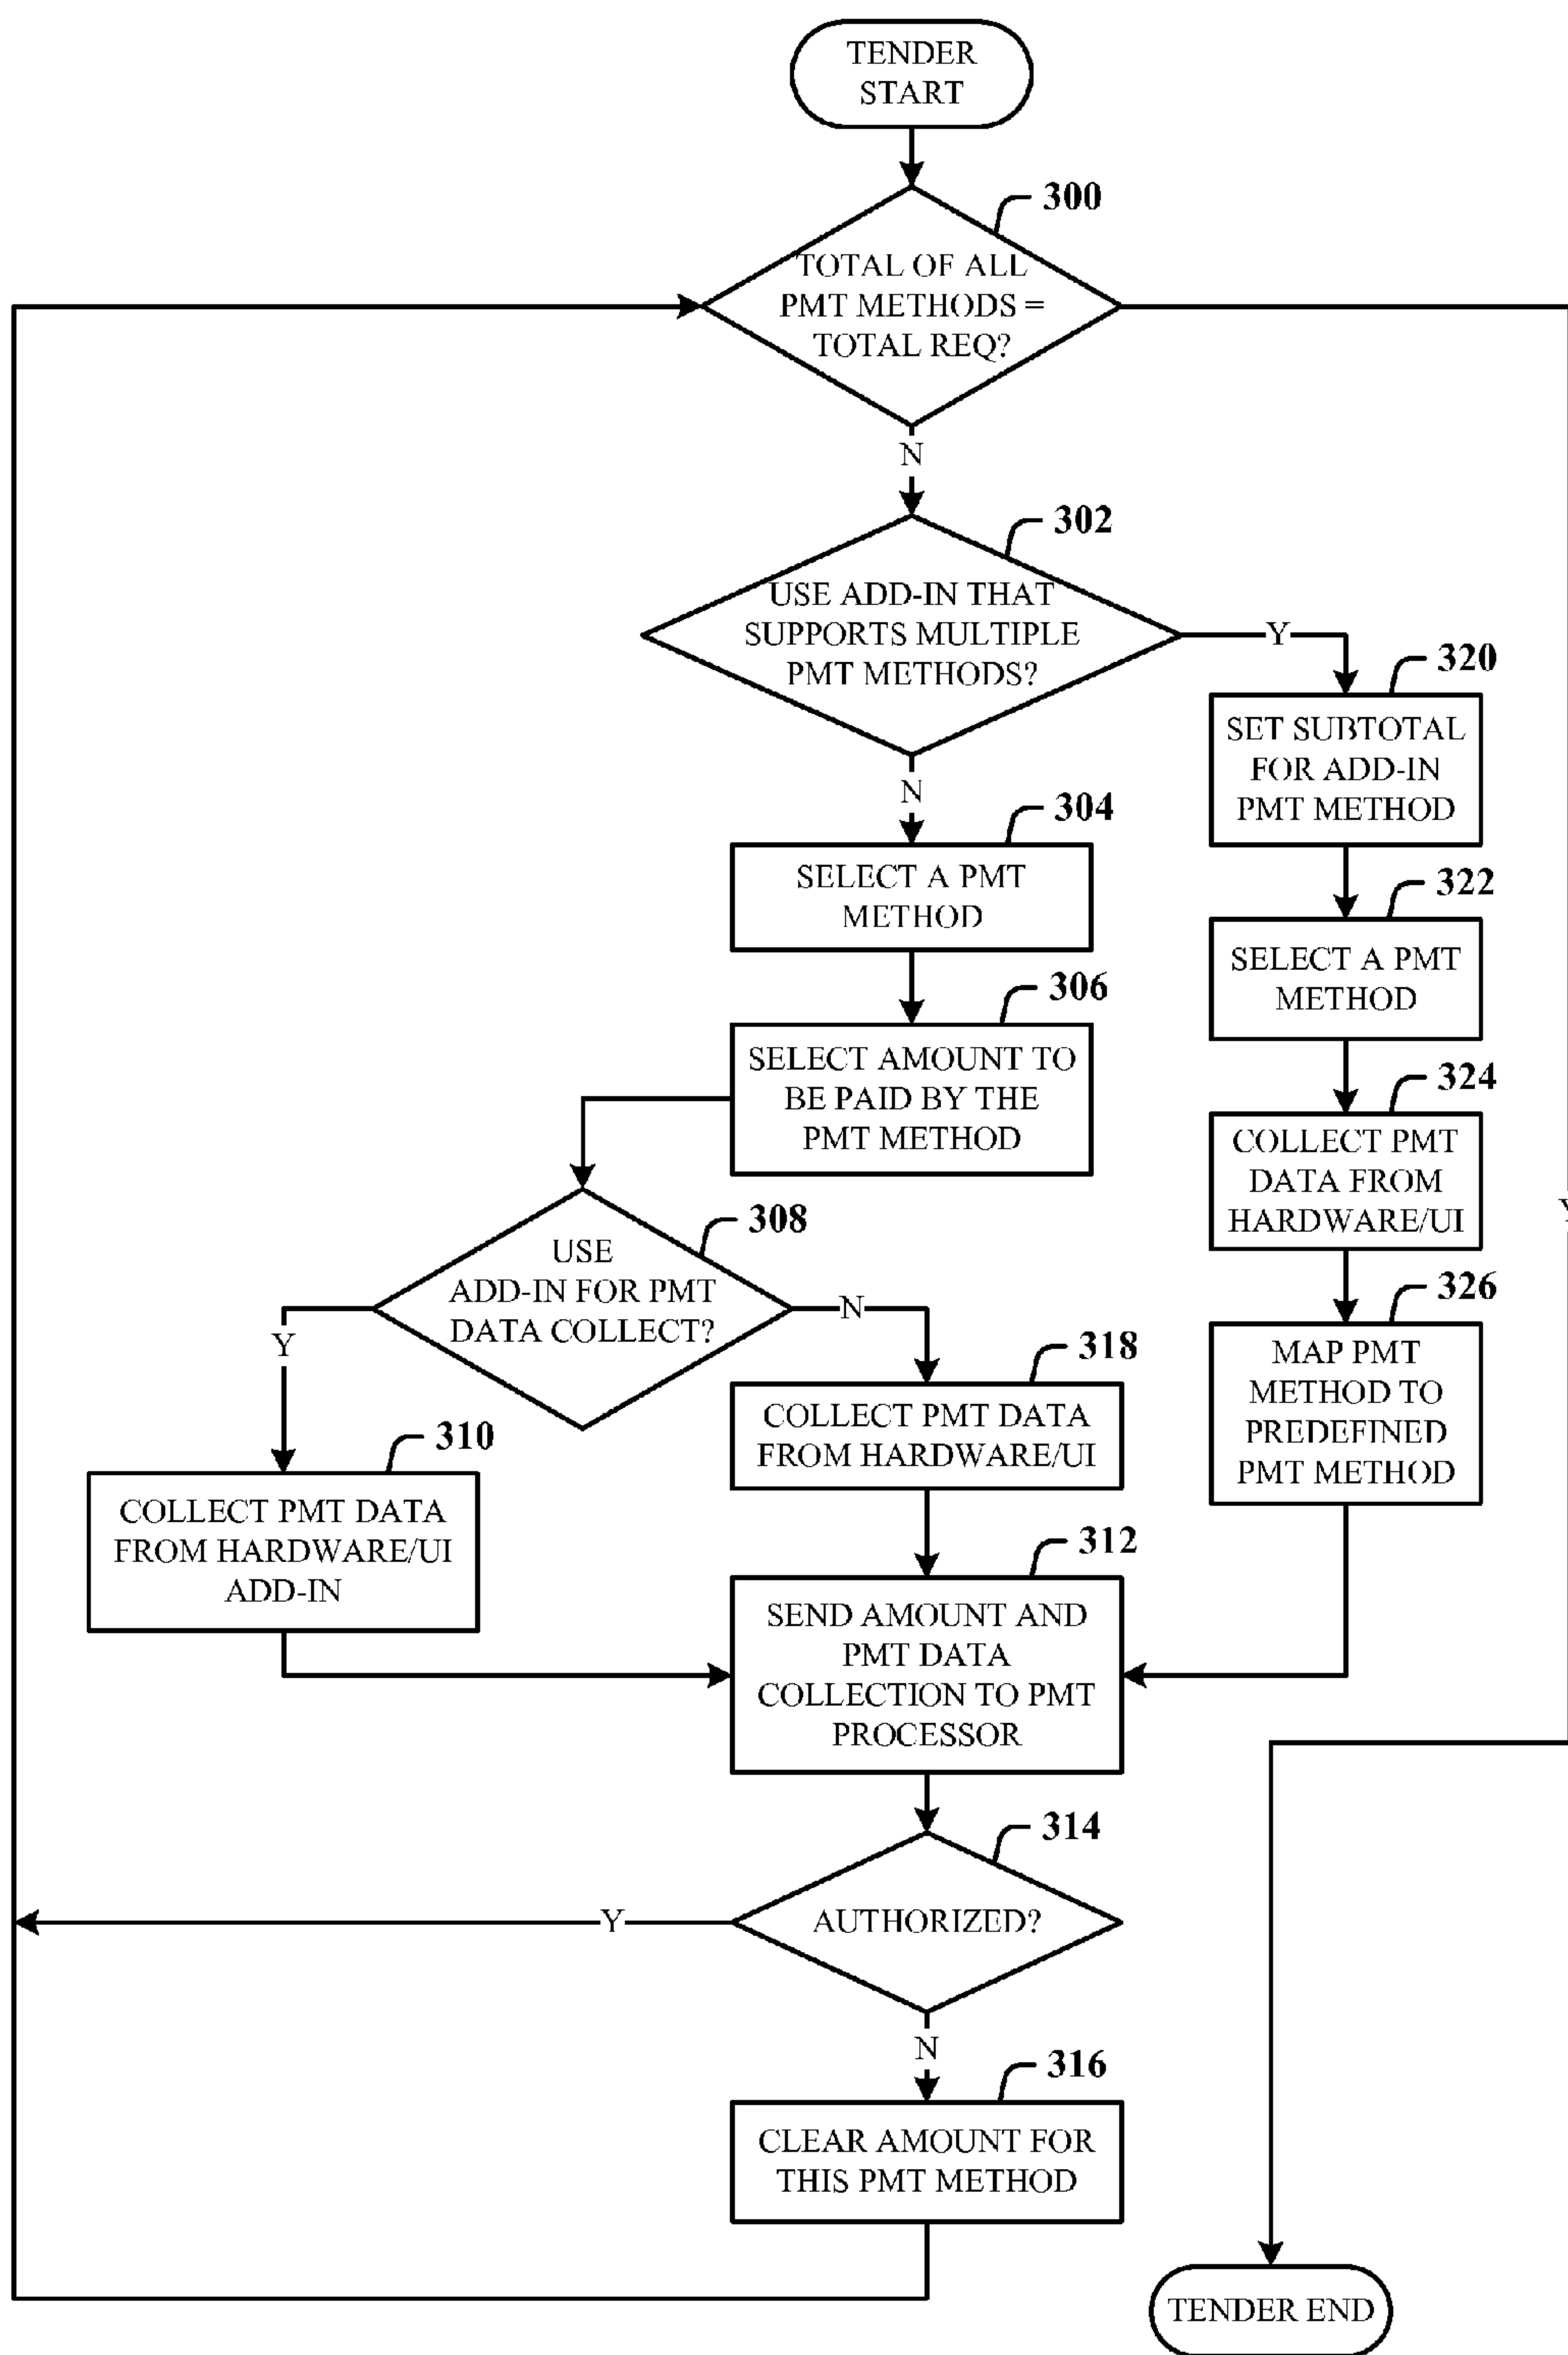 TENDER
START
300
TOTAL OF ALL
PMT METHODS =
TOTAL REQ?
N
302
USE ADD-IN THAT
SUPPORTS MULTIPLE
PMT METHODS?
Y
320
SET SUBTOTAL
FOR ADD-IN
PMT METHOD
N
304
SELECT A PMT
METHOD
322
SELECT A PMT
METHOD
306
SELECT AMOUNT TO
BE PAID BY THE
PMT METHOD
324
COLLECT PMT
DATA FROM
HARDWARE/UI
Y
308
USE
ADD-IN FOR PMT
DATA COLLECT?
Y
N
326
MAP PMT
METHOD TO
PREDEFINED
PMT METHOD
318
COLLECT PMT DATA
FROM HARDWARE/UI
310
COLLECT PMT DATA
FROM HARDWARE/UI
ADD-IN
312
SEND AMOUNT AND
PMT DATA
COLLECTION TO PMT
PROCESSOR
314
AUTHORIZED?
Y
N
316
CLEAR AMOUNT FOR
THIS PMT METHOD
TENDER END